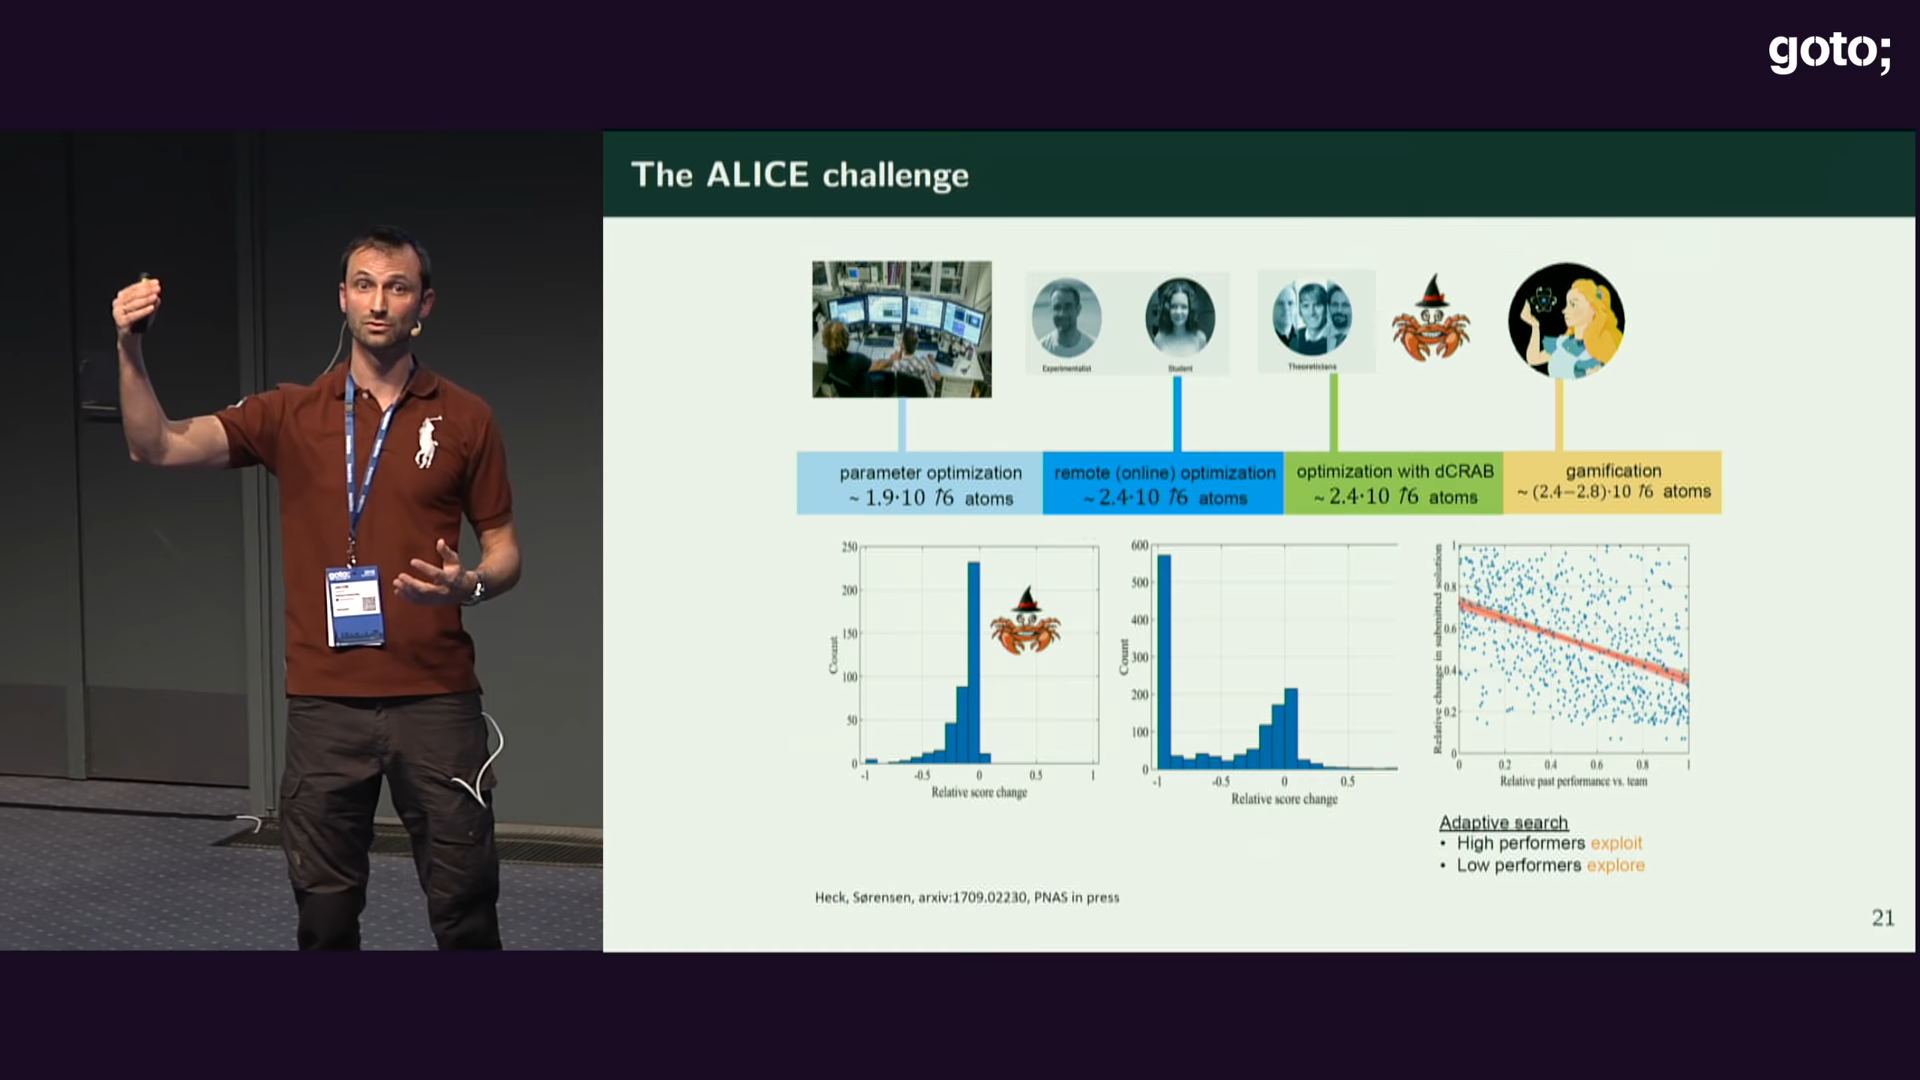 goto;
The ALICE challenge
Experimentalist
Student
Theoreticians
parameter optimization
~ 1.9·10 ↑6 atoms
remote (online) optimization
~ 2.4·10 ↑6 atoms
optimization with dCRAB
~ 2.4·10 ↑6 atoms
gamification
~ (2.4−2.8)·10 ↑6 atoms
250
200
150
100
50
0
Count
-1 -0.5 0 0.5 1
Relative score change
600
500
400
300
200
100
0
Count
-1 -0.5 0 0.5
Relative score change
1
0.8
0.6
0.4
0.2
0
Relative change in submitted solution
0 0.2 0.4 0.6 0.8 1
Relative past performance vs. team
Adaptive search
• High performers exploit
• Low performers explore
Heck, Sørensen, arxiv:1709.02230, PNAS in press
21
goto;